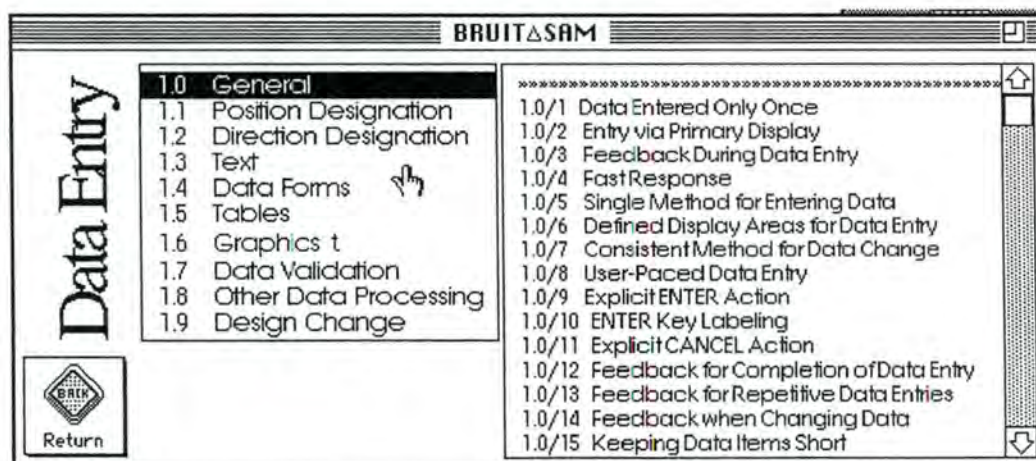 BRUIT△SAM
Data Entry
1.0 General
1.1 Position Designation
1.2 Direction Designation
1.3 Text
1.4 Data Forms
1.5 Tables
1.6 Graphics t
1.7 Data Validation
1.8 Other Data Processing
1.9 Design Change
»»»»»»»»»»»»»»»»»»»»»»»»»»»»»»»»»»»»»»»»
1.0/1 Data Entered Only Once
1.0/2 Entry via Primary Display
1.0/3 Feedback During Data Entry
1.0/4 Fast Response
1.0/5 Single Method for Entering Data
1.0/6 Defined Display Areas for Data Entry
1.0/7 Consistent Method for Data Change
1.0/8 User-Paced Data Entry
1.0/9 Explicit ENTER Action
1.0/10 ENTER Key Labeling
1.0/11 Explicit CANCEL Action
1.0/12 Feedback for Completion of Data Entry
1.0/13 Feedback for Repetitive Data Entries
1.0/14 Feedback when Changing Data
1.0/15 Keeping Data Items Short
BACK
Return